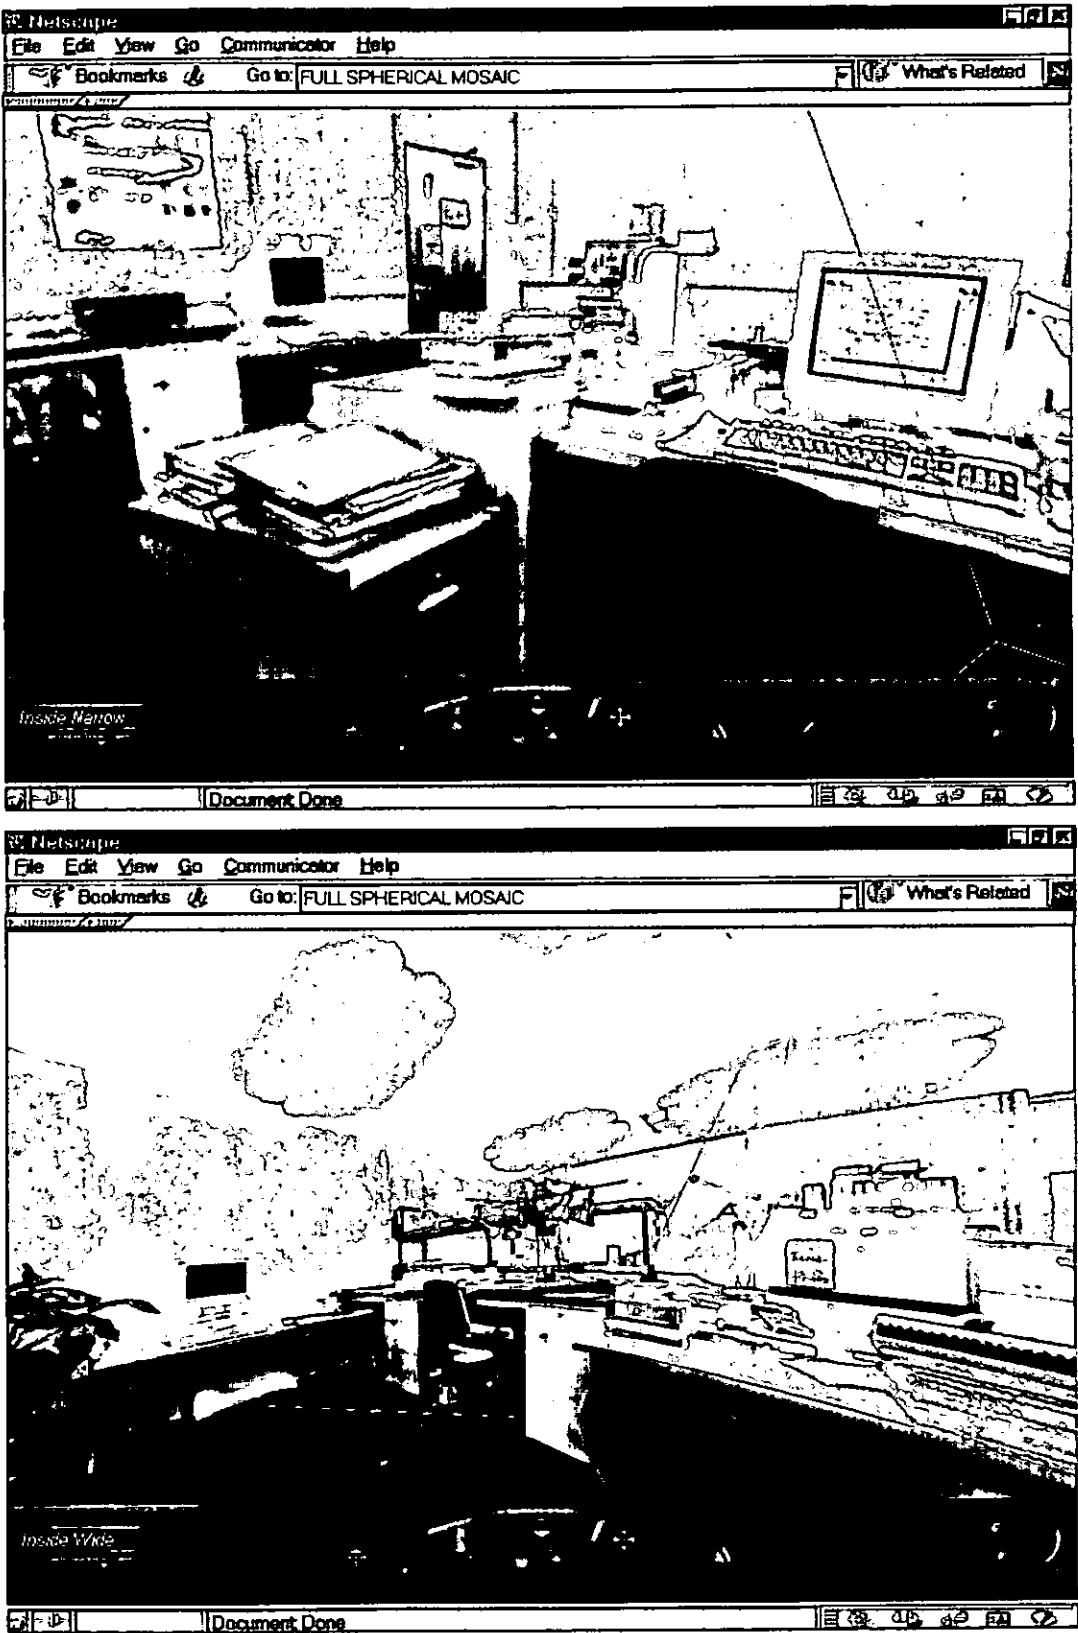 Netscape
File Edit View Go Communicator Help
Bookmarks Go to: FULL SPHERICAL MOSAIC What's Related
Inside Narrow
Document: Done
Netscape
File Edit View Go Communicator Help
Bookmarks Go to: FULL SPHERICAL MOSAIC What's Related
Inside Wide
Document: Done